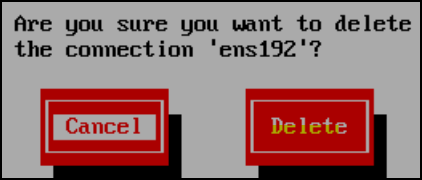 Are you sure you want to delete
the connection 'ens192'?
Cancel Delete